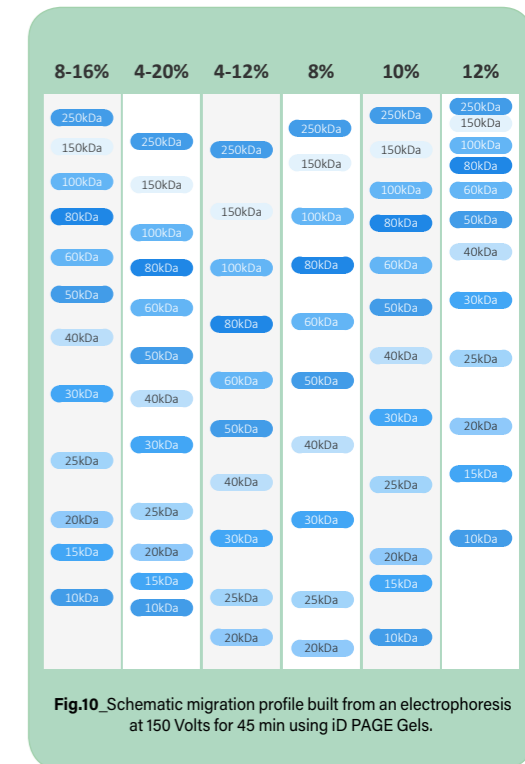 8-16% 4-20% 4-12% 8% 10% 12%
250kDa
150kDa
100kDa
80kDa
60kDa
50kDa
40kDa
30kDa
25kDa
20kDa
15kDa
10kDa
250kDa
150kDa
100kDa
80kDa
60kDa
50kDa
40kDa
30kDa
25kDa
20kDa
15kDa
10kDa
250kDa
150kDa
100kDa
80kDa
60kDa
50kDa
40kDa
30kDa
25kDa
20kDa
250kDa
150kDa
100kDa
80kDa
60kDa
50kDa
40kDa
30kDa
25kDa
20kDa
250kDa
150kDa
100kDa
80kDa
60kDa
50kDa
40kDa
30kDa
25kDa
20kDa
15kDa
10kDa
250kDa
150kDa
100kDa
80kDa
60kDa
50kDa
40kDa
30kDa
25kDa
20kDa
15kDa
10kDa
Fig.10_Schematic migration profile built from an electrophoresis
at 150 Volts for 45 min using iD PAGE Gels.